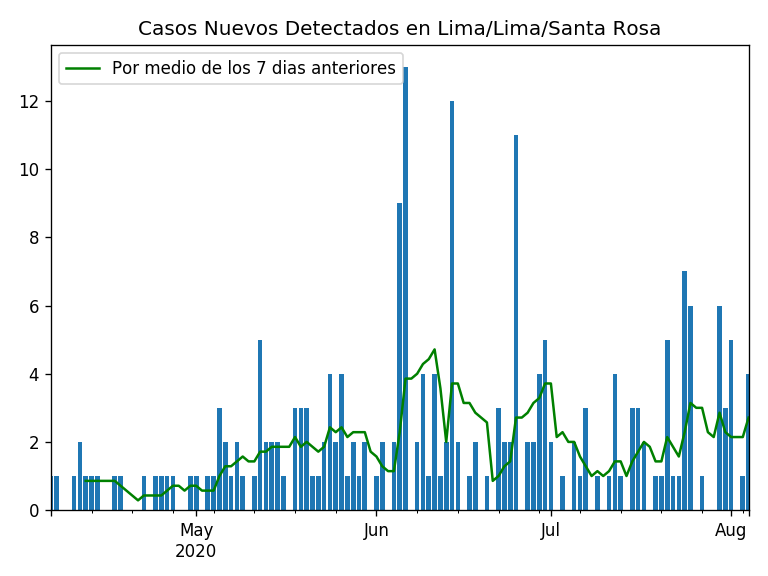 Casos Nuevos Detectados en Lima/Lima/Santa Rosa
Por medio de los 7 dias anteriores
12
10
8
6
4
2
0
May
2020
Jun
Jul
Aug